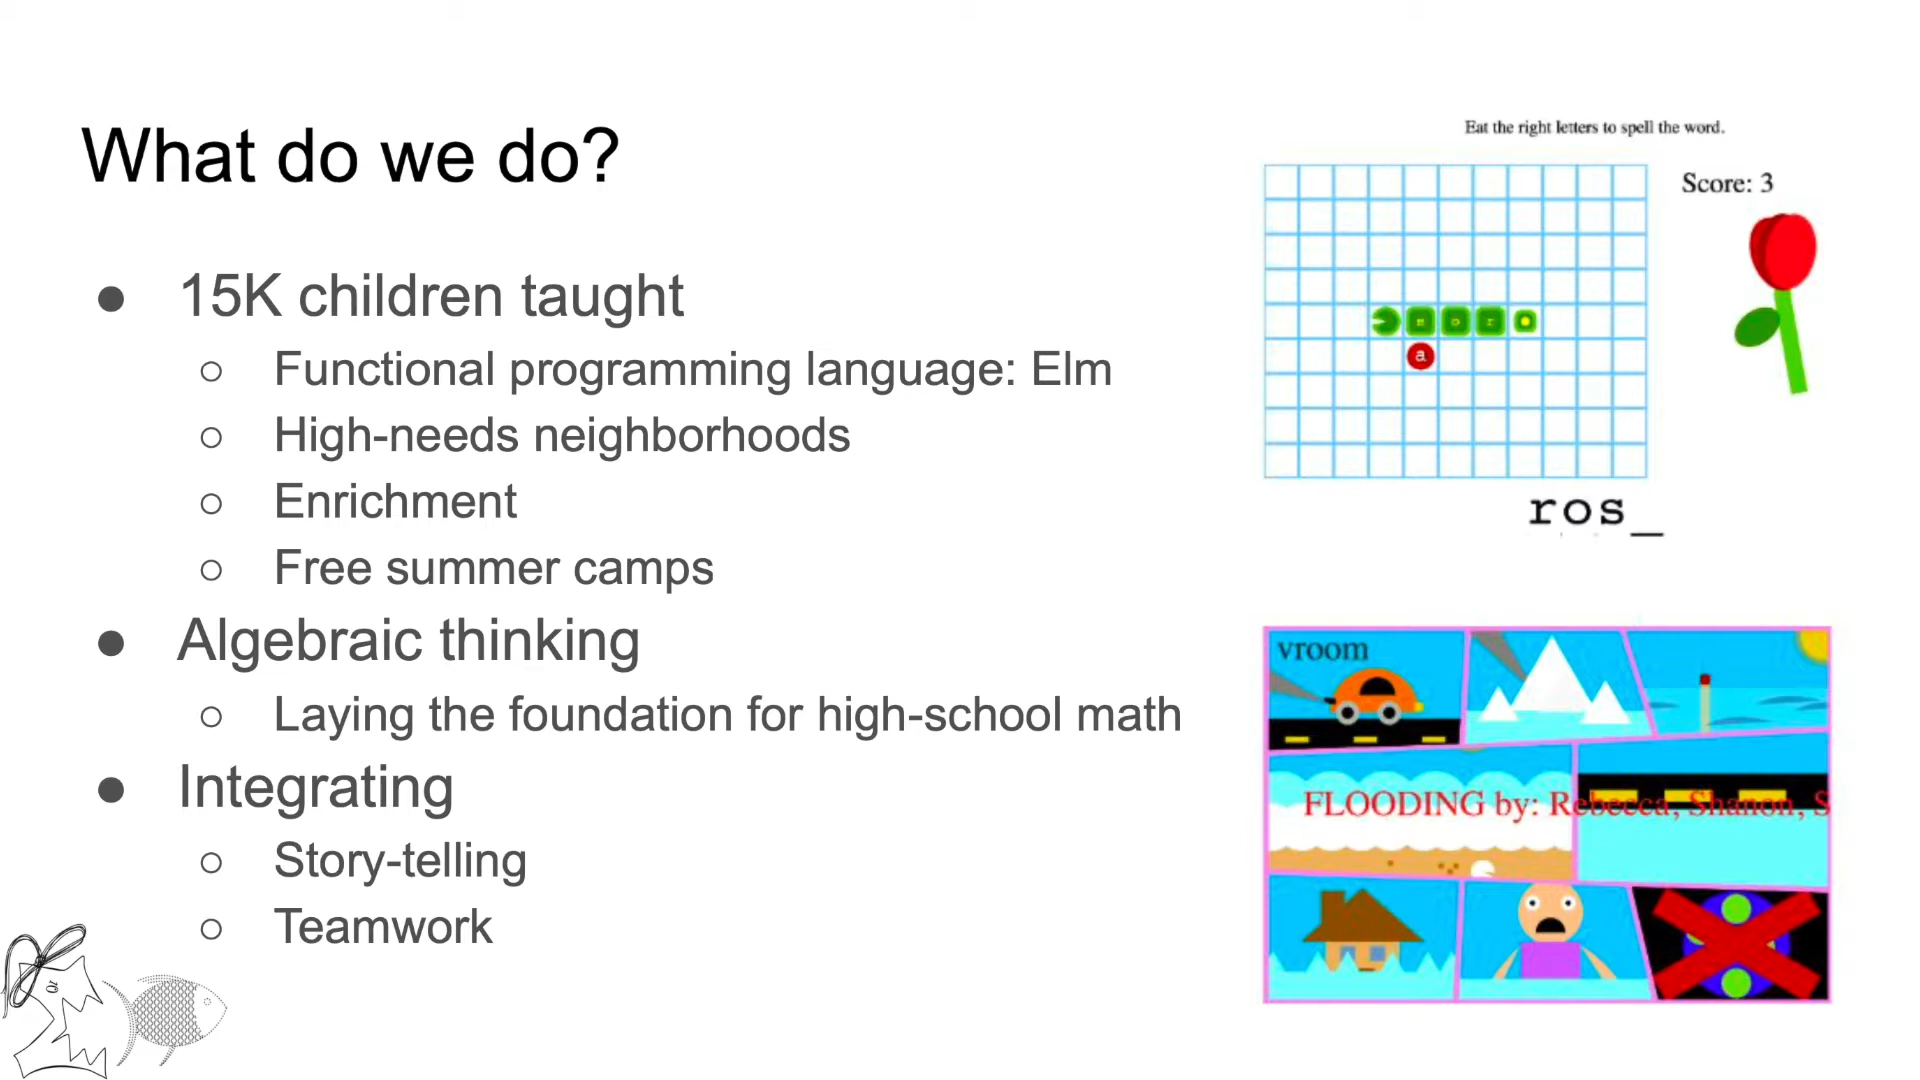 What do we do?
15K children taught
Functional programming language: Elm
High-needs neighborhoods
Enrichment
Free summer camps
Algebraic thinking
Laying the foundation for high-school math
Integrating
Story-telling
Teamwork
Eat the right letters to spell the word.
Score: 3
a
ros_
vroom
FLOODING by: Rebecca, Shanon, S